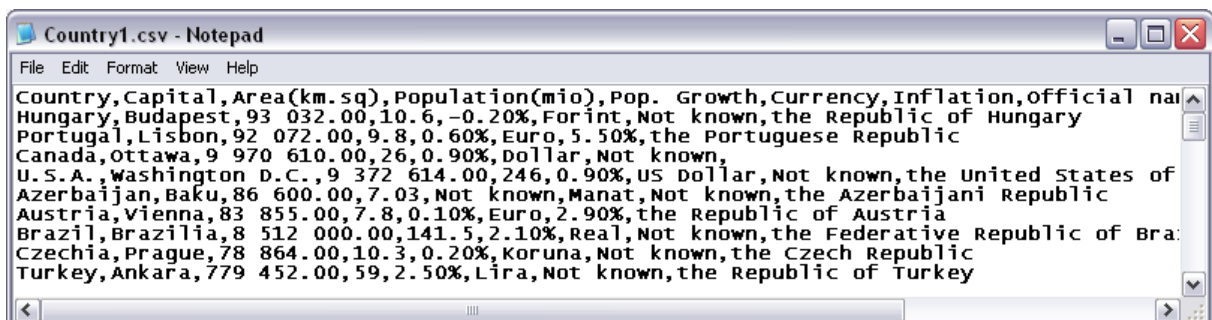 Country1.csv - Notepad
File Edit Format View Help
Country,Capital,Area(km.sq),Population(mio),Pop. Growth,Currency,Inflation,Official
Hungary,Budapest,93 032.00,10.6,-0.20%,Forint,Not known,the Republic of Hungary
Portugal,Lisbon,92 072.00,9.8,0.60%,Euro,5.50%,the Portuguese Republic
Canada,Ottawa,9 970 610.00,26,0.90%,Dollar,Not known,
U.S.A.,Washington D.C.,9 372 614.00,246,0.90%,US Dollar,Not known,the United States of
Azerbaijan,Baku,86 600.00,7.03,Not known,Manat,Not known,the Azerbaijani Republic
Austria,Vienna,83 855.00,7.8,0.10%,Euro,2.90%,the Republic of Austria
Brazil,Brazilia,8 512 000.00,141.5,2.10%,Real,Not known,the Federative Republic of
Czechia,Prague,78 864.00,10.3,0.20%,Koruna,Not known,the Czech Republic
Turkey,Ankara,779 452.00,59,2.50%,Lira,Not known,the Republic of Turkey